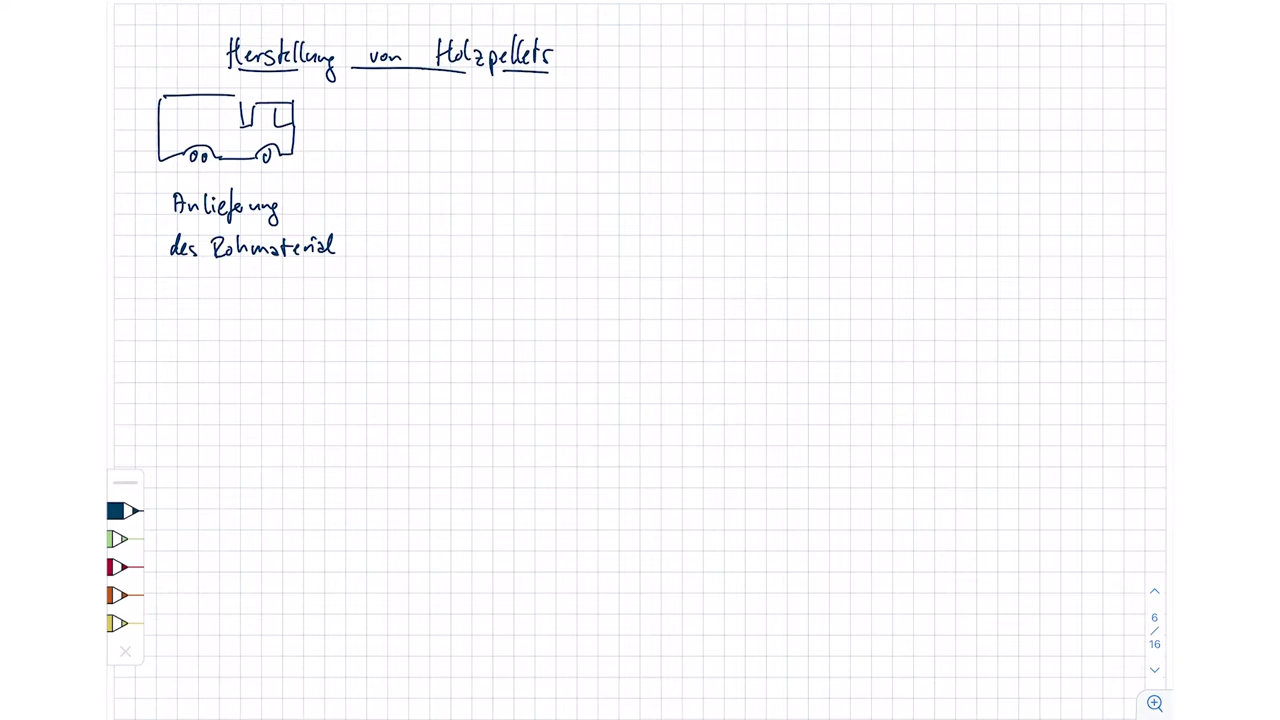 Herstellung von Holzpellets
Anlieferung
des Rohmaterial
6
/
16